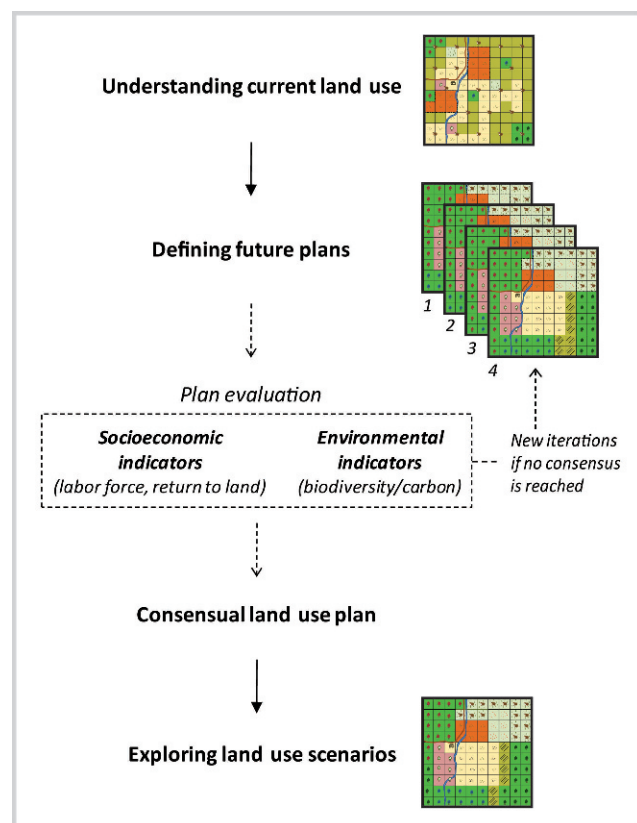 Understanding current land use
Defining future plans
1
2
3
4
Plan evaluation
Socioeconomic
indicators
(labor force, return to land)
Environmental
indicators
(biodiversity/carbon)
New iterations
if no consensus
is reached
Consensual land use plan
Exploring land use scenarios